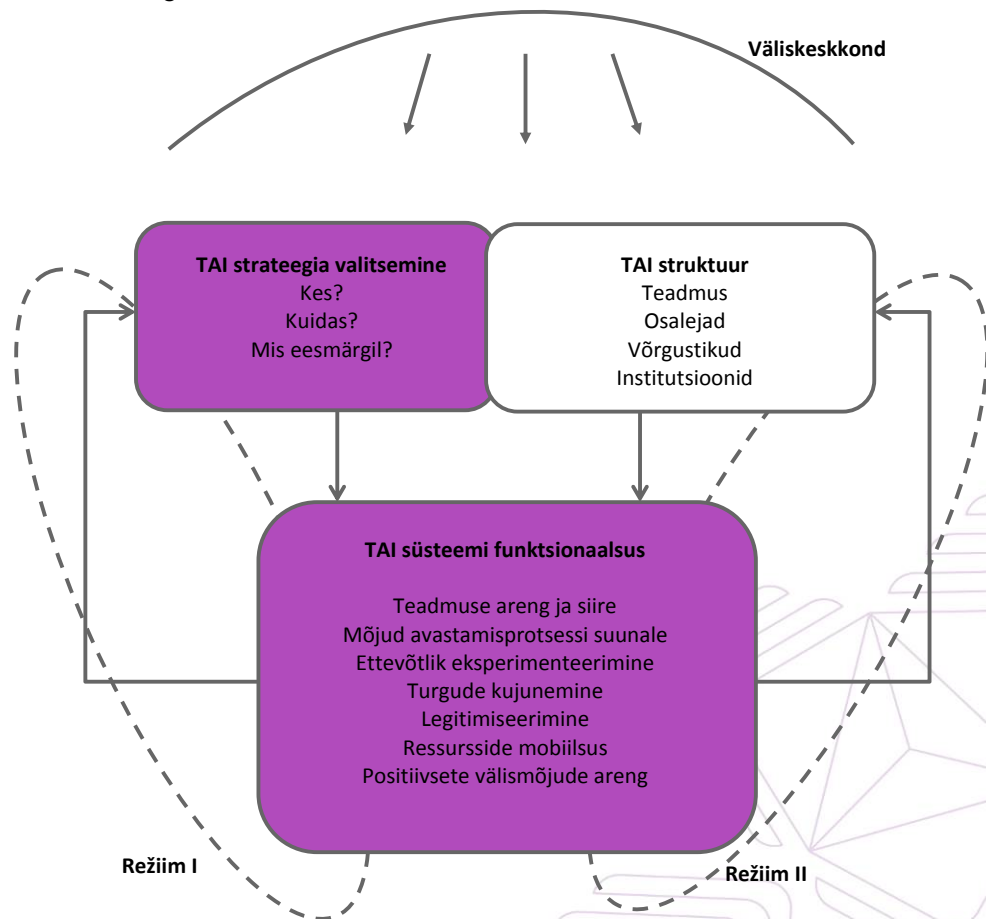 Väliskeskkond
TAI strateegia valitsemine
Kes?
Kuidas?
Mis eesmärgil?
TAI struktuur
Teadmus
Osalejad
Võrgustikud
Institutsioonid
TAI süsteemi funktsionaalsus
Teadmuse areng ja siire
Mõjud avastamisprotsessi suunale
Ettevõtlik eksperimenteerimine
Turgude kujunemine
Legitimiseerimine
Ressursside mobiilsus
Positiivsete välismõjude areng
Režiim I
Režiim II